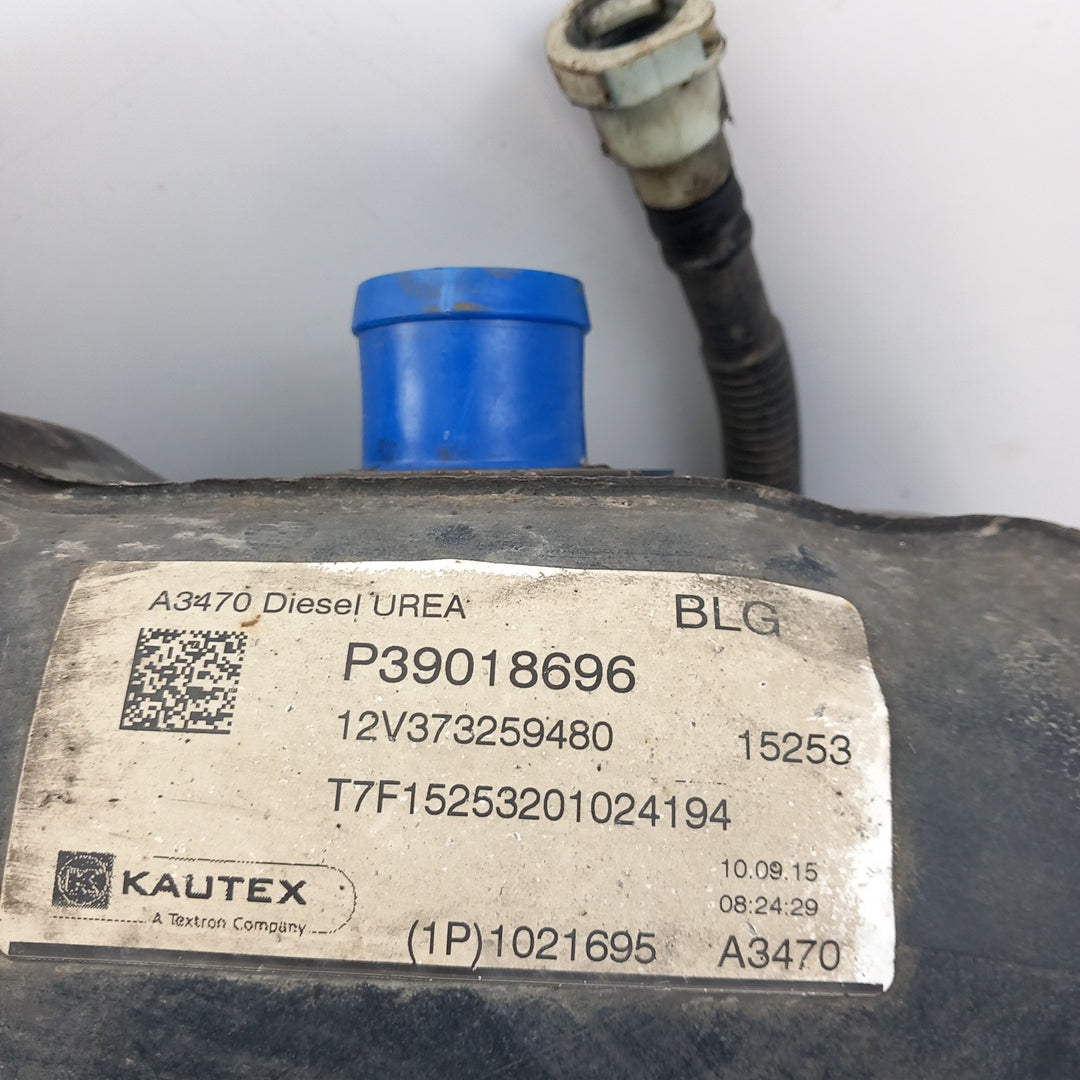 A3470 Diesel UREA
BLG
P39018696
12V373259480
15253
T7F15253201024194
10.09.15
K KAUTEX
08:24:29
A Textron Company
(1P)1021695
A3470